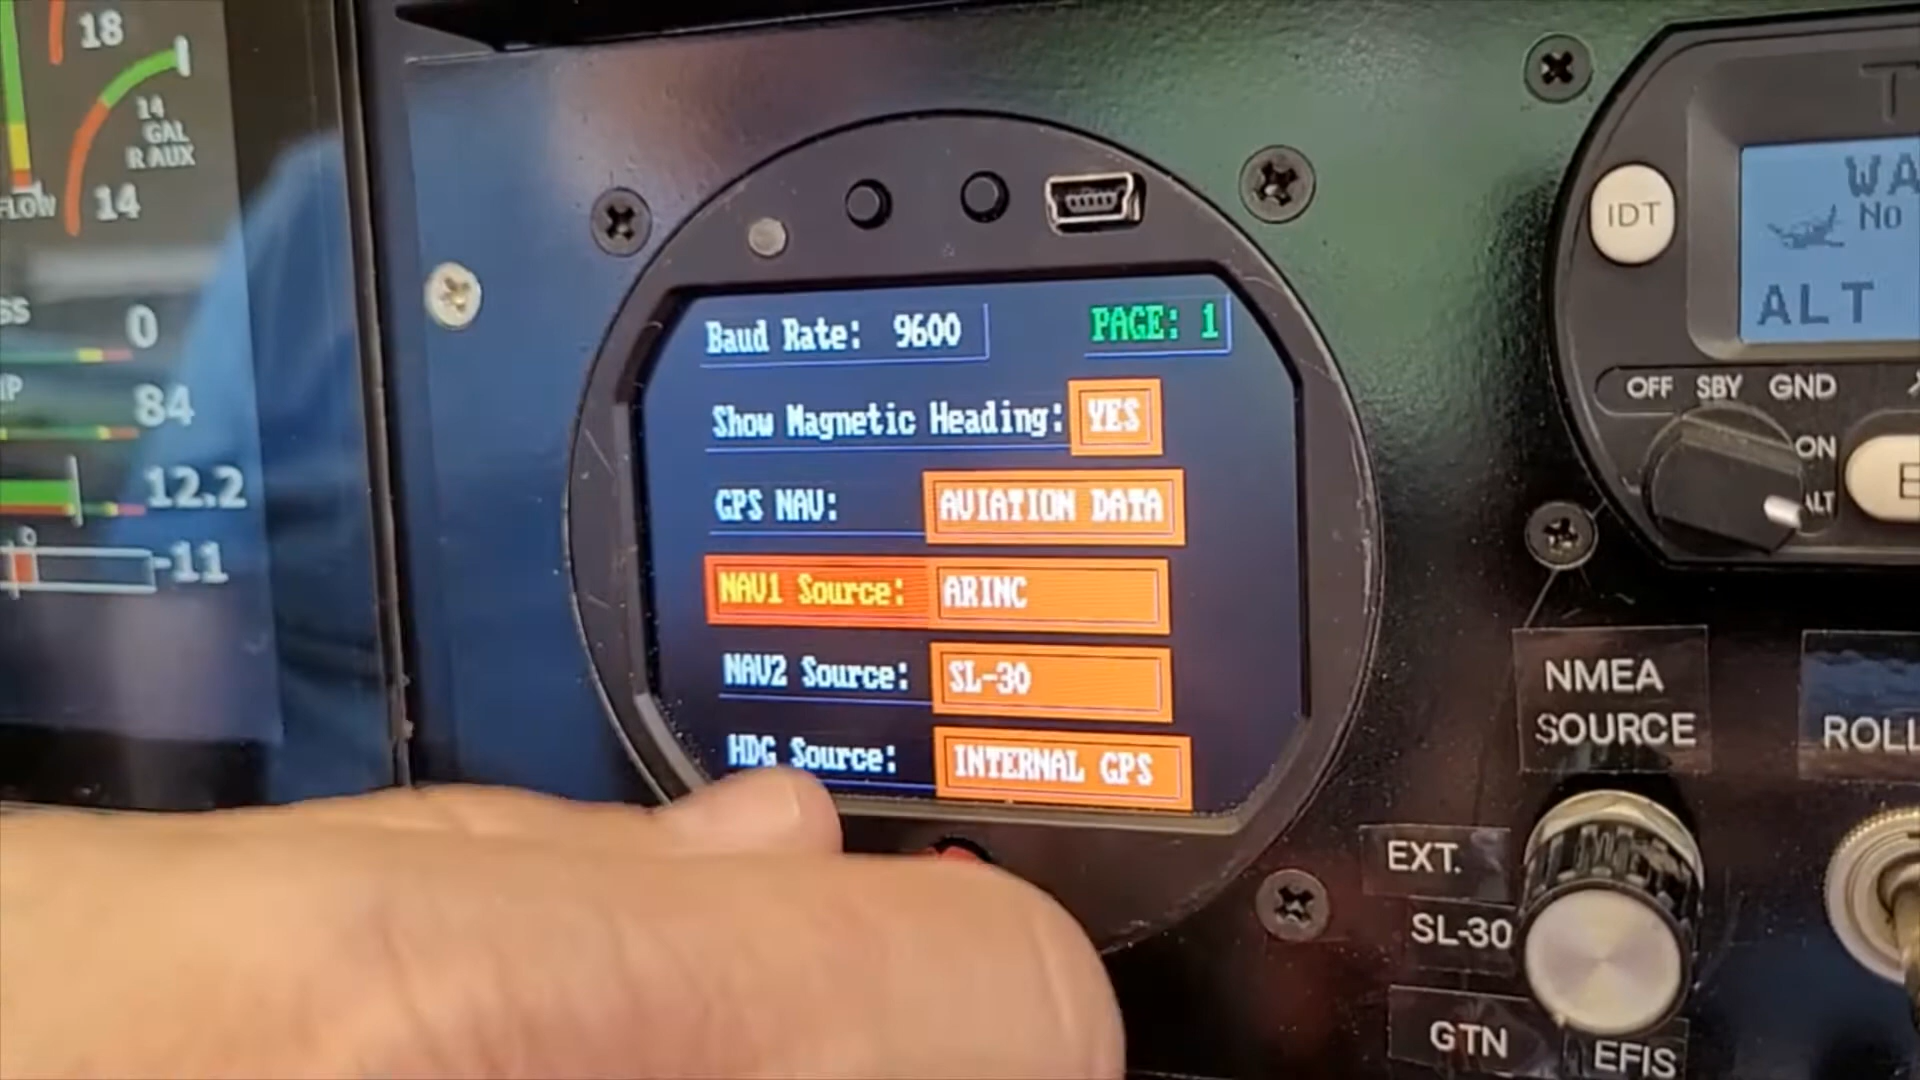 18
14
GAL
R AUX
FLOW
14
SS
0
84
12.2
-11
Baud Rate: 9600
PAGE: 1
Show Magnetic Heading: YES
GPS NAV: AVIATION DATA
NAV1 Source: ARINC
NAV2 Source: SL-30
HDG Source: INTERNAL GPS
IDT
WA
No
ALT
OFF SBY GND
ON
ALT
NMEA
SOURCE
ROLL
EXT.
SL-30
GTN
EFIS